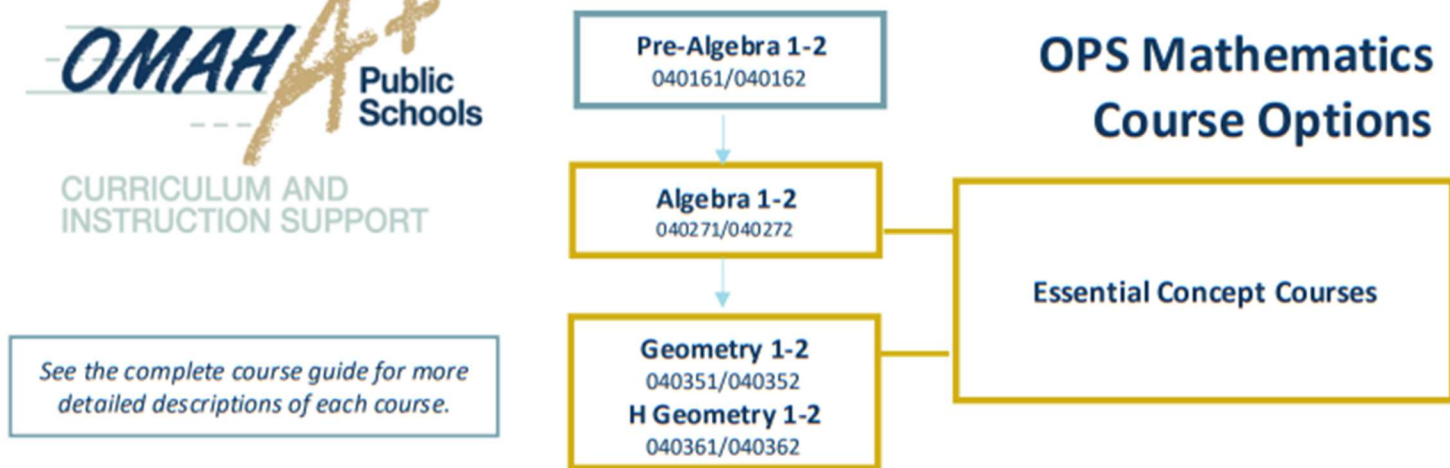 OMAHA+
Public
Schools
CURRICULUM AND
INSTRUCTION SUPPORT
See the complete course guide for more
detailed descriptions of each course.
Pre-Algebra 1-2
040161/040162
Algebra 1-2
040271/040272
Geometry 1-2
040351/040352
H Geometry 1-2
040361/040362
OPS Mathematics
Course Options
Essential Concept Courses